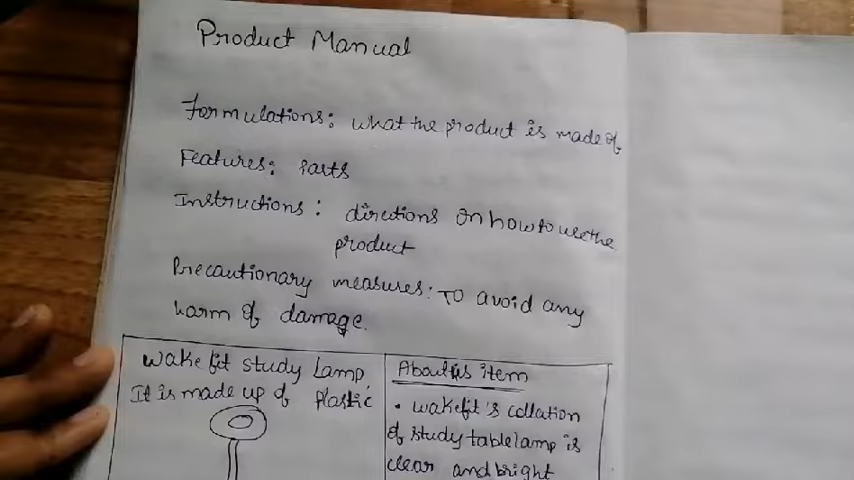 Product Manual
Formulations: what the product is made of
Features: Parts
Instructions: dirctions on how to use the
product
Precautionary measures: To avoid any
harm of damage.
wakefit study Lamp,
It is made up of Plastic
About this item
• wakefit's collation
of study table lamp is
clear and bright